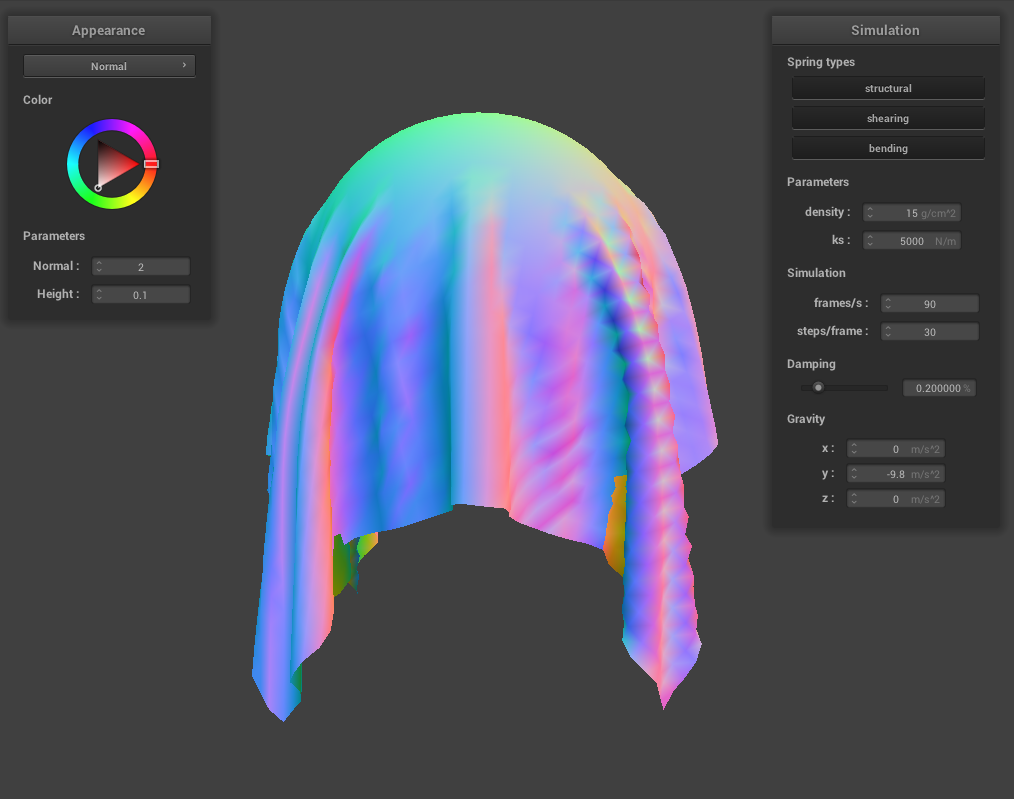 Appearance
Normal
Color
Parameters
Normal : 2
Height : 0.1
Simulation
Spring types
structural
shearing
bending
Parameters
density : 15 g/cm^2
ks : 5000 N/m
Simulation
frames/s : 90
steps/frame : 30
Damping
0.200000 %
Gravity
x : 0 m/s^2
y : -9.8 m/s^2
z : 0 m/s^2